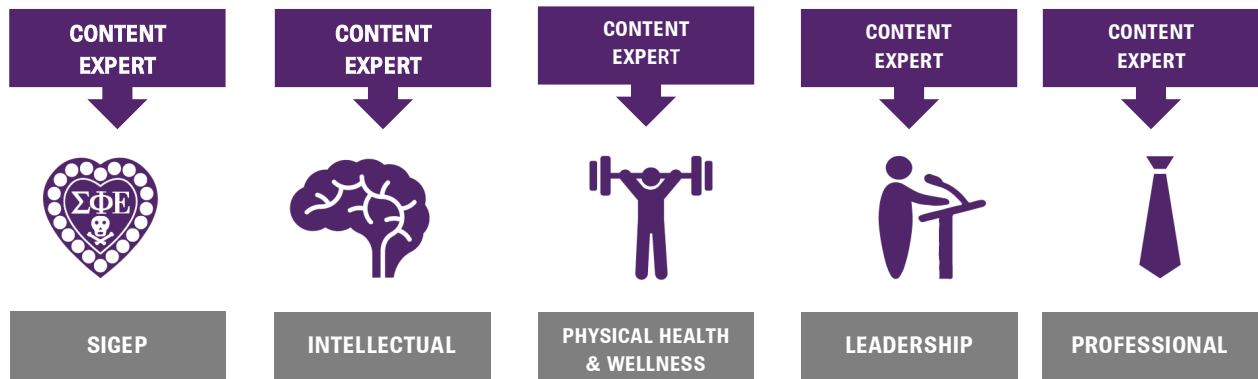 CONTENT
EXPERT
CONTENT
EXPERT
CONTENT
EXPERT
CONTENT
EXPERT
CONTENT
EXPERT
ΣΦΕ
SIGEP
INTELLECTUAL
PHYSICAL HEALTH
& WELLNESS
LEADERSHIP
PROFESSIONAL